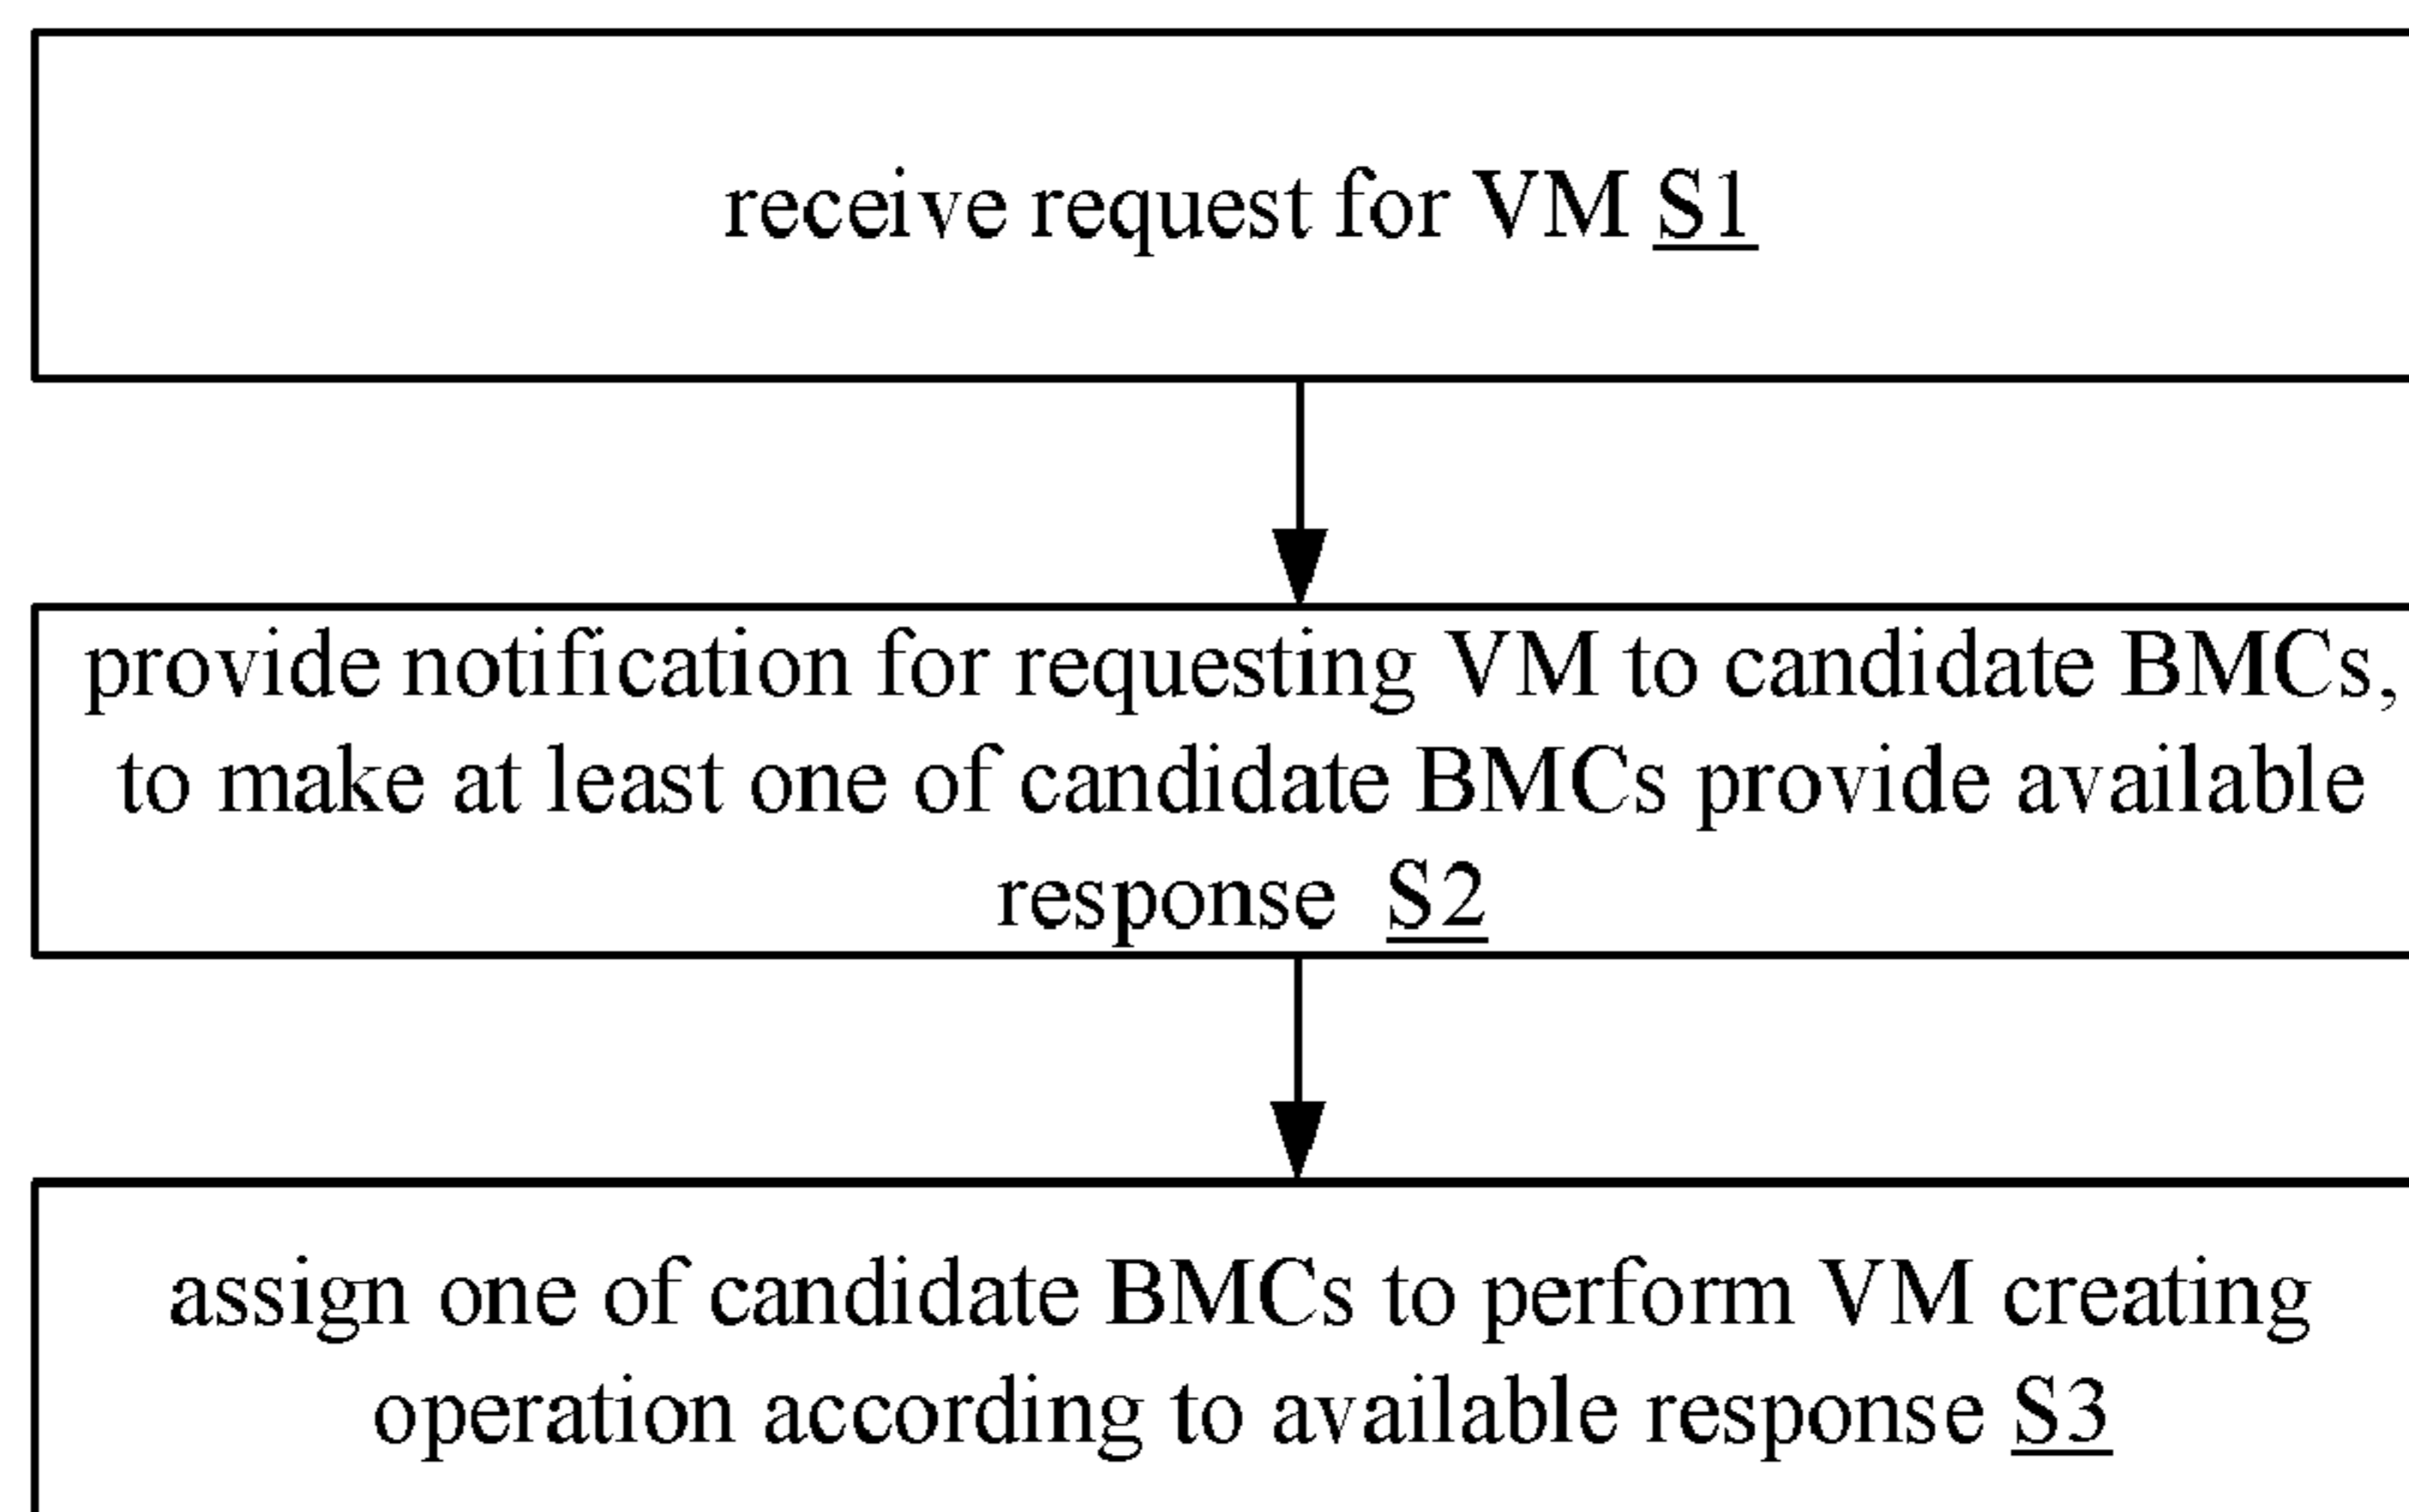 receive request for VM S1
provide notification for requesting VM to candidate BMCs,
to make at least one of candidate BMCs provide available
response S2
assign one of candidate BMCs to perform VM creating
operation according to available response S3